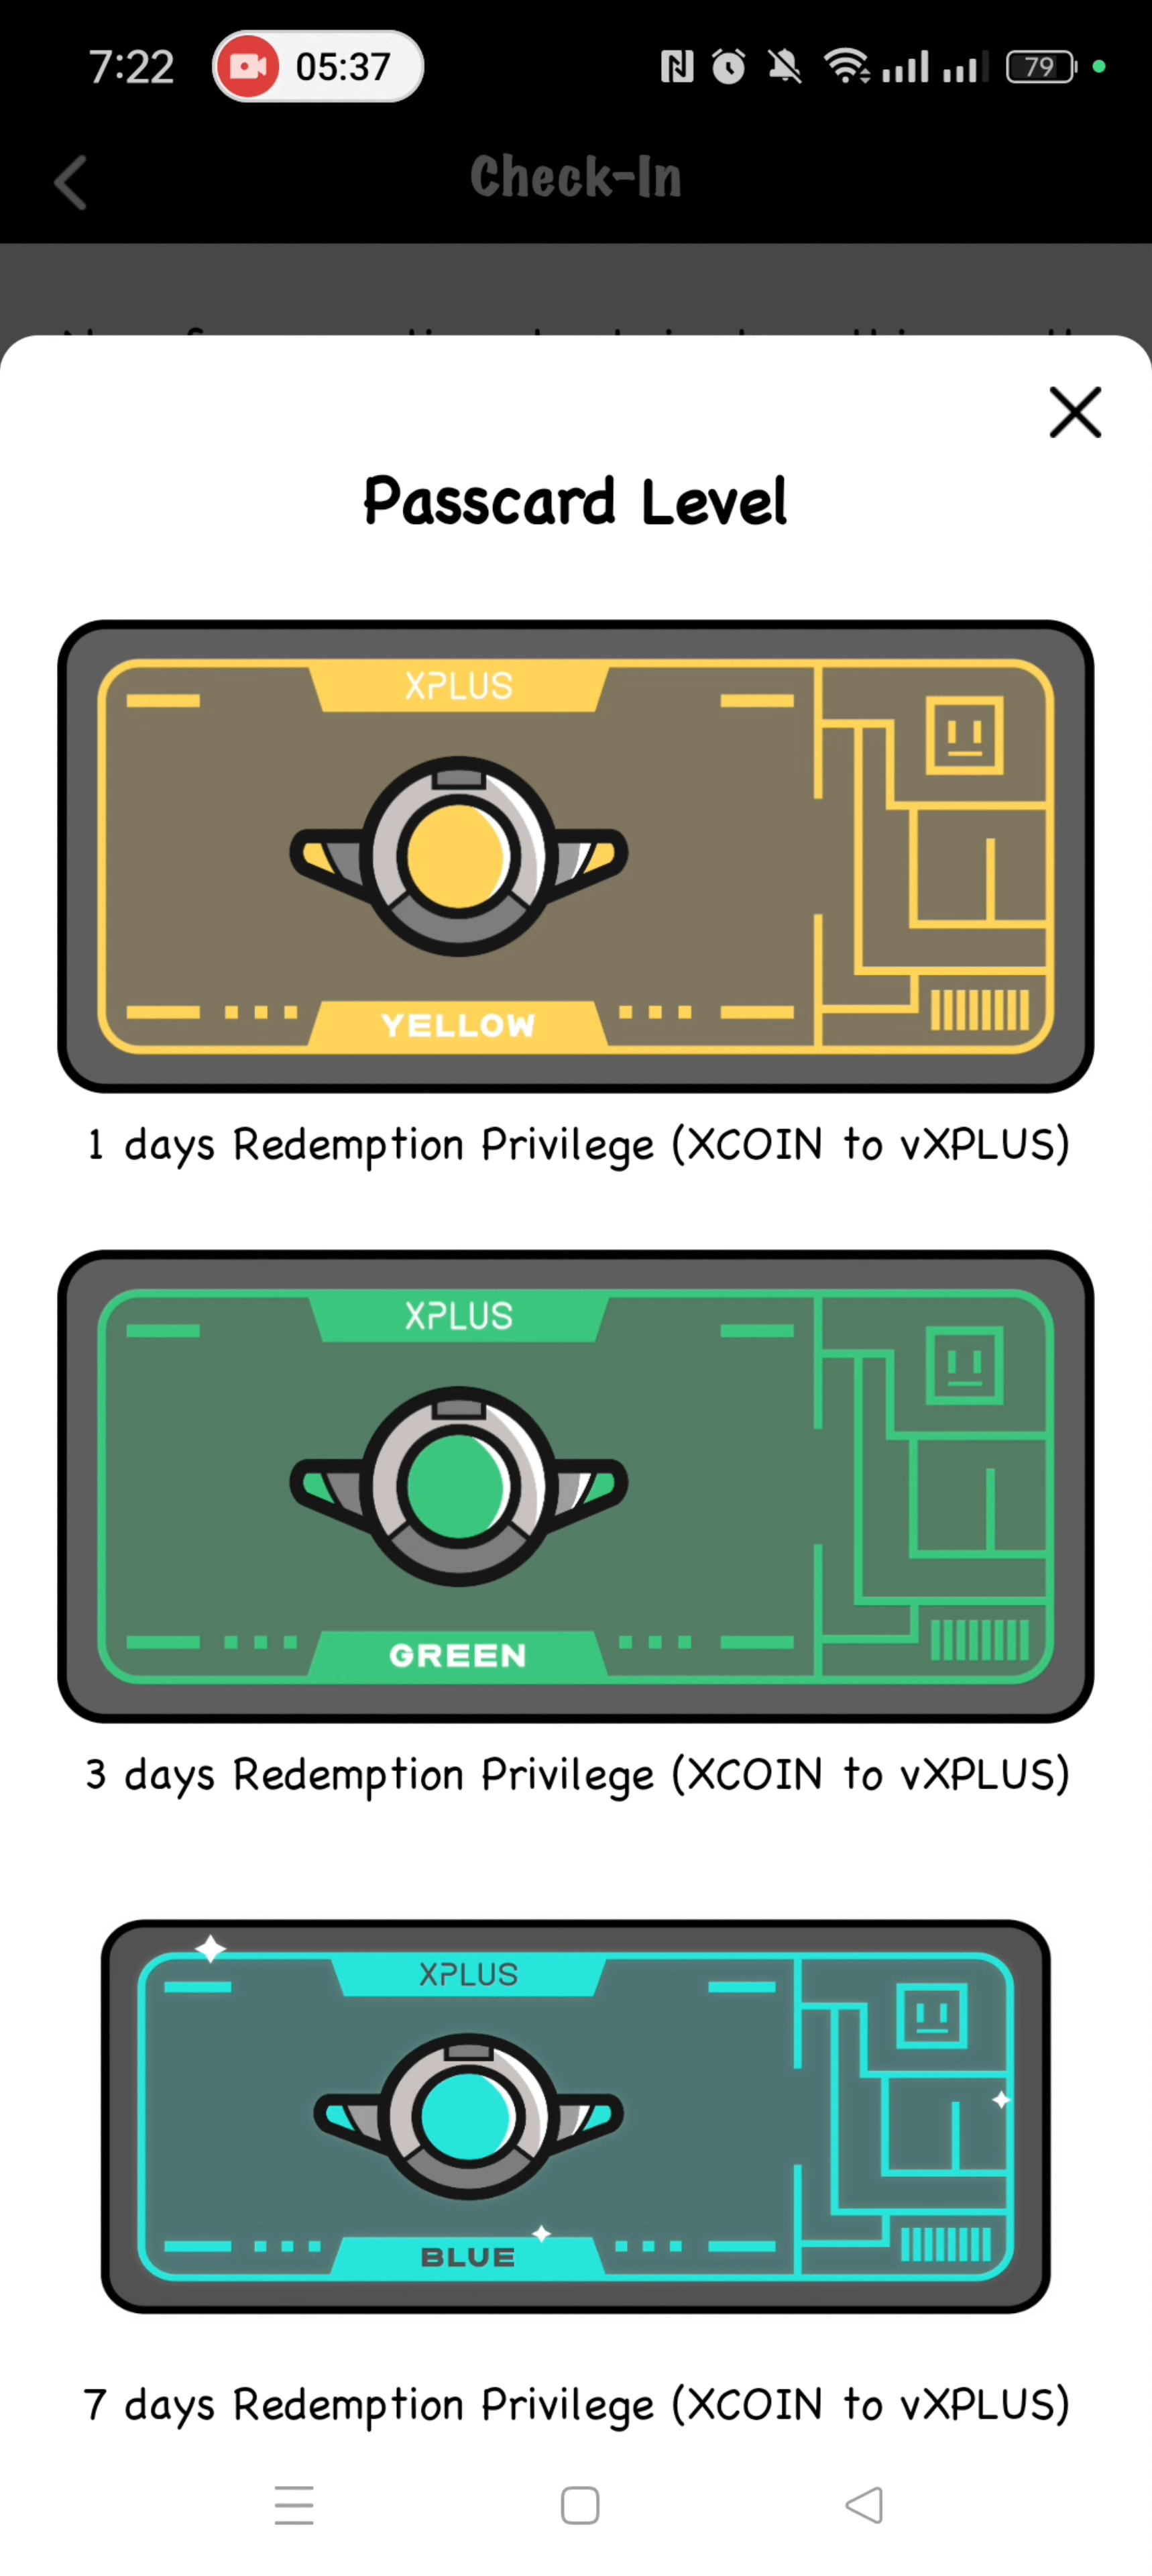 7:22
05:37
79
Check-In
Passcard Level
XPLUS
YELLOW
1 days Redemption Privilege (XCOIN to vXPLUS)
XPLUS
GREEN
3 days Redemption Privilege (XCOIN to vXPLUS)
XPLUS
BLUE
7 days Redemption Privilege (XCOIN to vXPLUS)